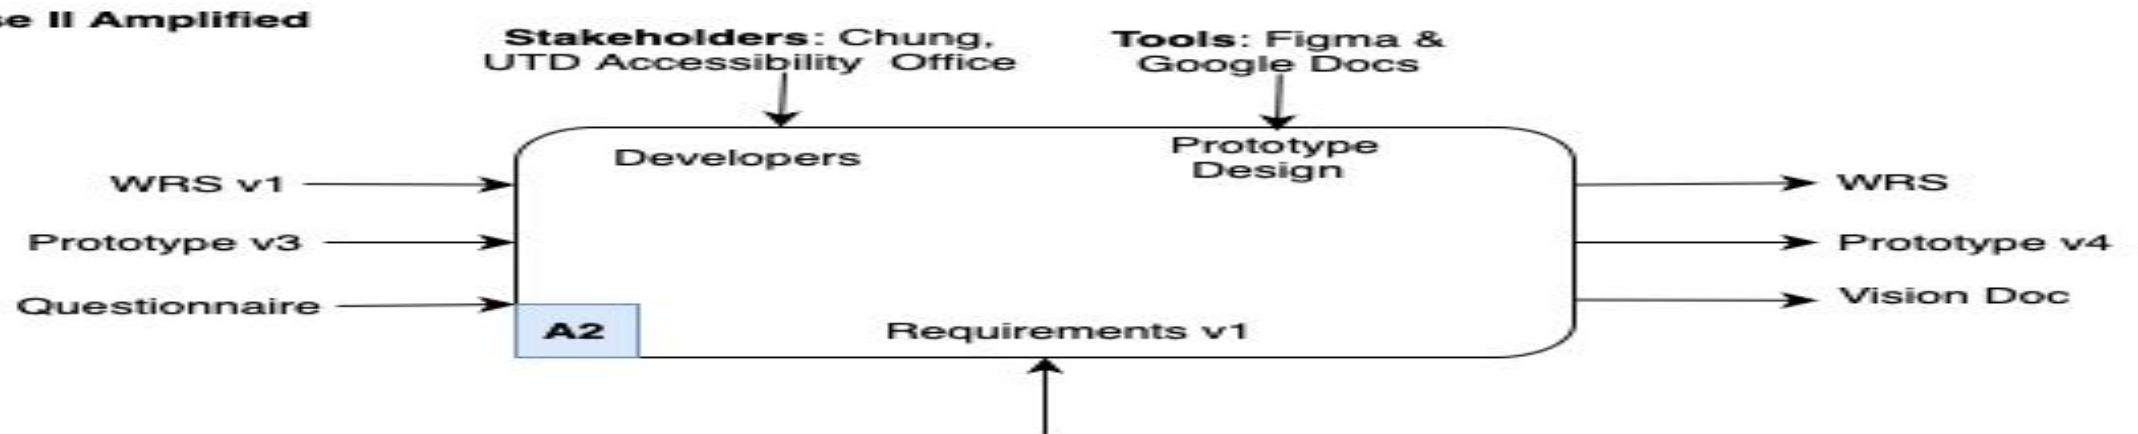 se II Amplified
Stakeholders: Chung,
UTD Accessibility Office
Tools: Figma &
Google Docs
Developers
Prototype
Design
WRS v1
Prototype v3
Questionnaire
A2
Requirements v1
WRS
Prototype v4
Vision Doc